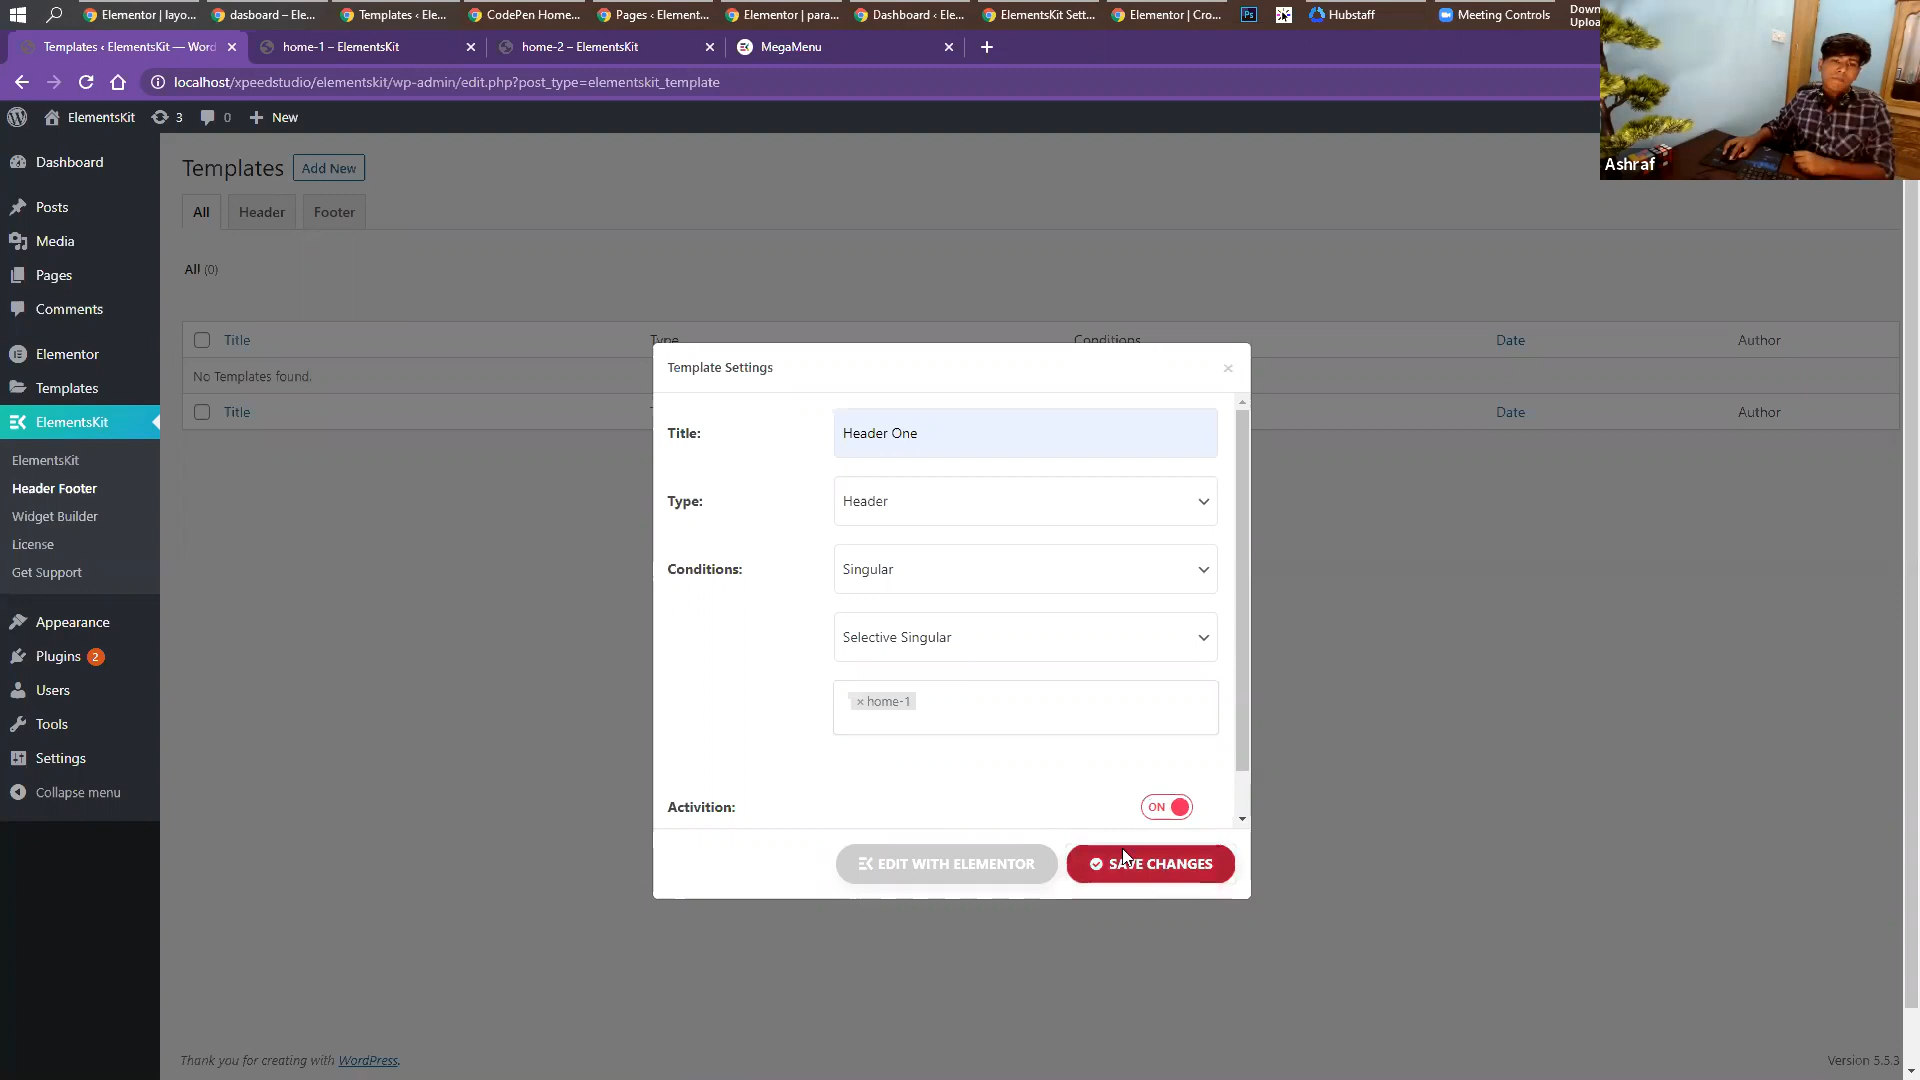 Elementor | layo...
dasboard – Ele...
Templates ‹ Ele...
CodePen Home...
Pages ‹ Element...
Elementor | para...
Dashboard ‹ Ele...
ElementsKit Sett...
Elementor | Cro...
Ps
Hubstaff
Meeting Controls
Down
Uploa
Templates ‹ ElementsKit — Word
home-1 – ElementsKit
home-2 – ElementsKit
MegaMenu
localhost/xpeedstudio/elementskit/wp-admin/edit.php?post_type=elementskit_template
ElementsKit
3
0
New
Ashraf
Dashboard
Posts
Media
Pages
Comments
Elementor
Templates
ElementsKit
ElementsKit
Header Footer
Widget Builder
License
Get Support
Appearance
Plugins 2
Users
Tools
Settings
Collapse menu
Templates Add New
All Header Footer
All (0)
Title Type Conditions Date Author
No Templates found.
Title Date Author
Template Settings ×
Title: Header One
Type: Header
Conditions: Singular
Selective Singular
× home-1
Activition: ON
EDIT WITH ELEMENTOR SAVE CHANGES
Thank you for creating with WordPress.
Version 5.5.3